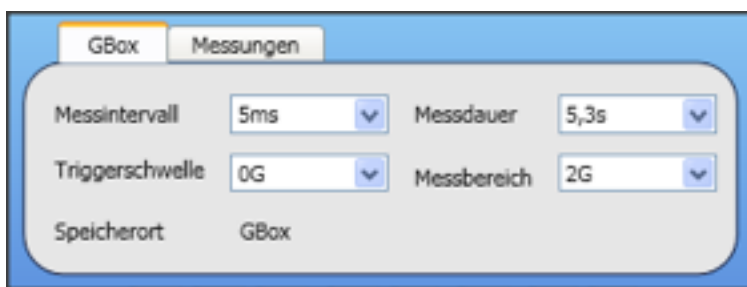 GBox Messungen
Messintervall 5ms Messdauer 5,3s
Triggerschwelle 0G Messbereich 2G
Speicherort GBox